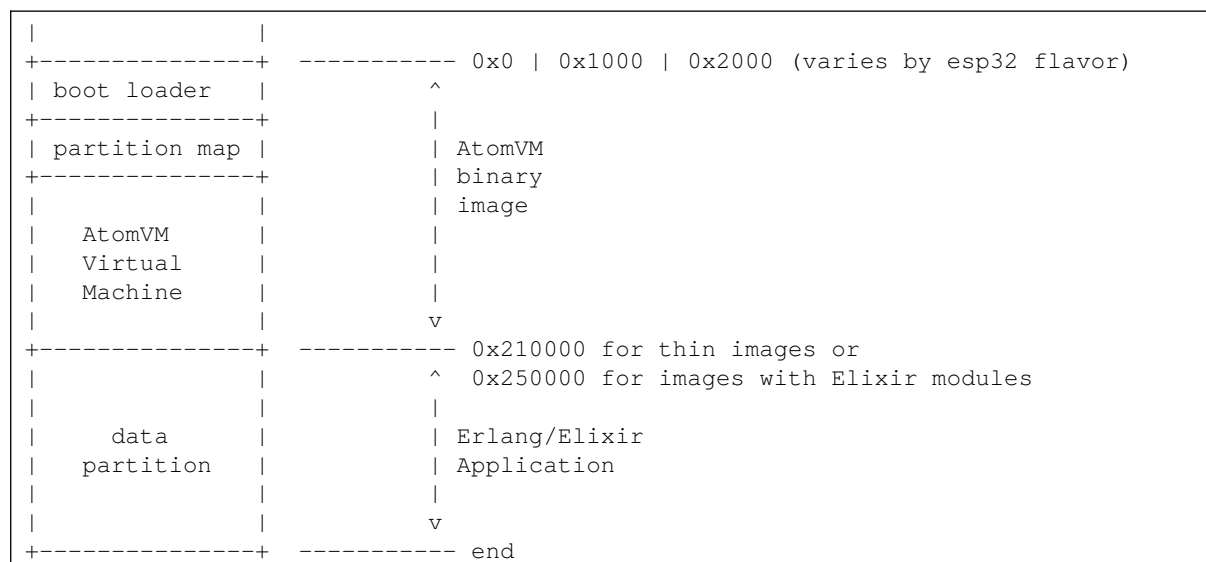 |               |
+---------------+  ----------- 0x0 | 0x1000 | 0x2000 (varies by esp32 flavor)
| boot loader   |           ^
+---------------+           |
| partition map |           | AtomVM
+---------------+           | binary
|               |           | image
|   AtomVM      |           |
|   Virtual     |           |
|   Machine     |           |
|               |           v
+---------------+  ----------- 0x210000 for thin images or
|               |           ^  0x250000 for images with Elixir modules
|               |           |
|     data      |           | Erlang/Elixir
|     partition |           | Application
|               |           |
|               |           v
+---------------+  ----------- end